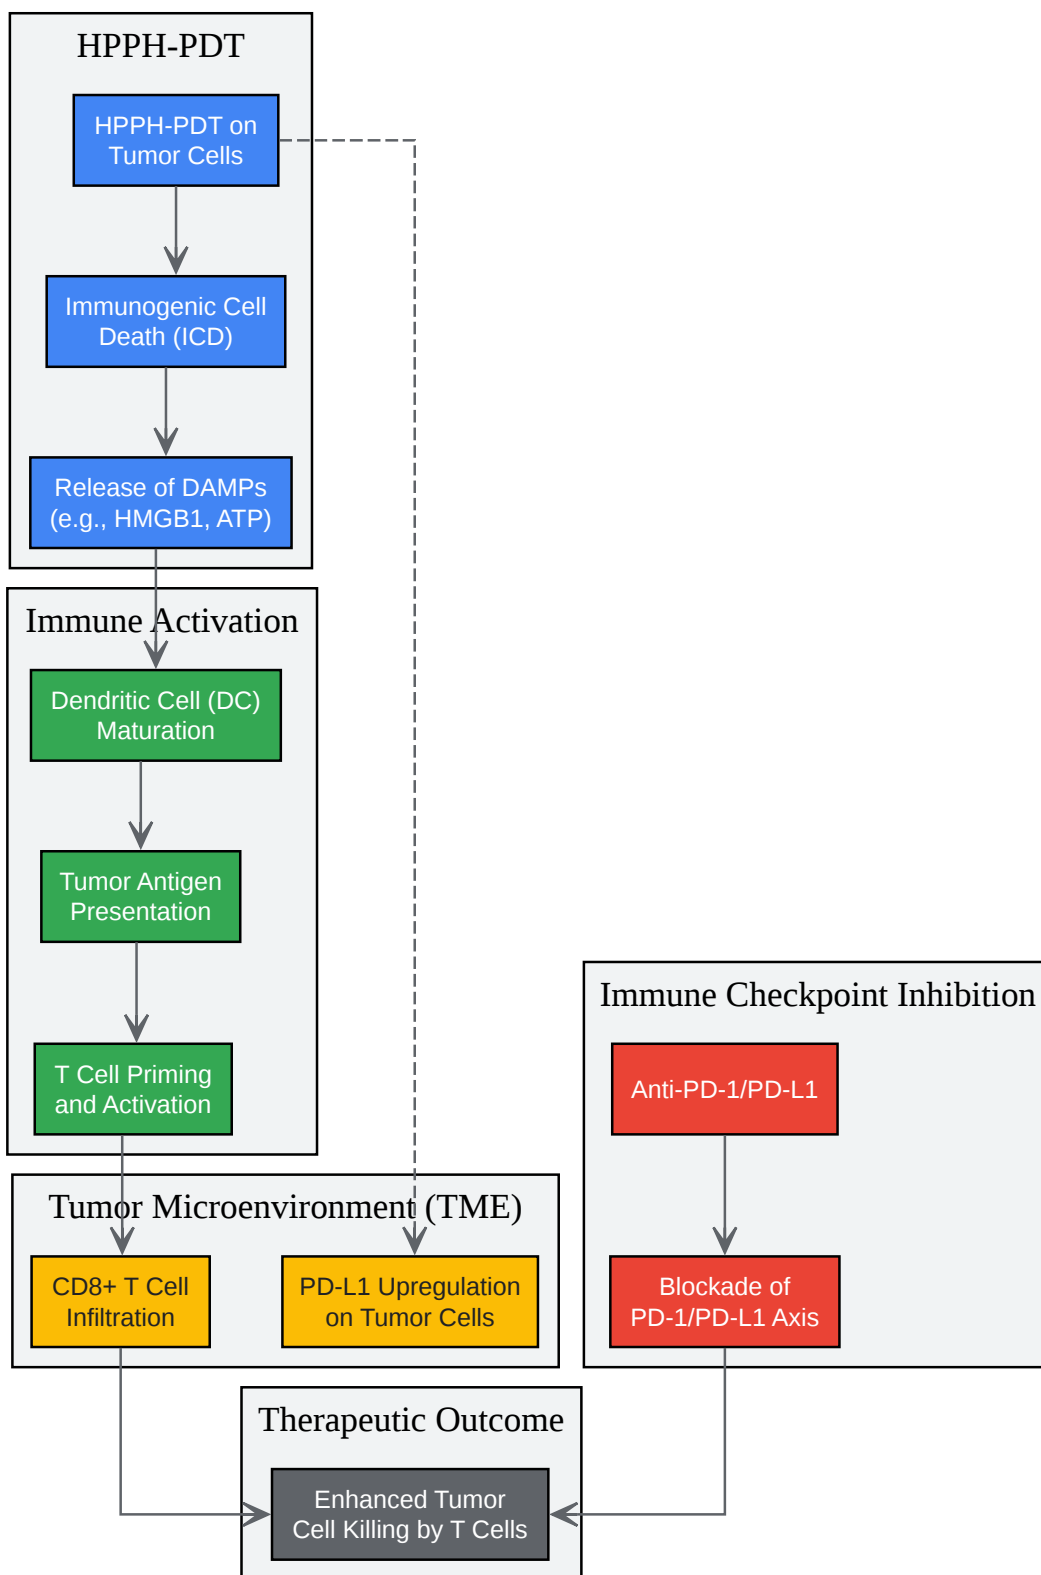 HPPH-PDT
HPPH-PDT on
Tumor Cells
Immunogenic Cell
Death (ICD)
Release of DAMPs
(e.g., HMGB1, ATP)
Immune Activation
Dendritic Cell (DC)
Maturation
Tumor Antigen
Presentation
T Cell Priming
and Activation
Immune Checkpoint Inhibition
Anti-PD-1/PD-L1
Blockade of
PD-1/PD-L1 Axis
Tumor Microenvironment (TME)
CD8+ T Cell
Infiltration
PD-L1 Upregulation
on Tumor Cells
Therapeutic Outcome
Enhanced Tumor
Cell Killing by T Cells